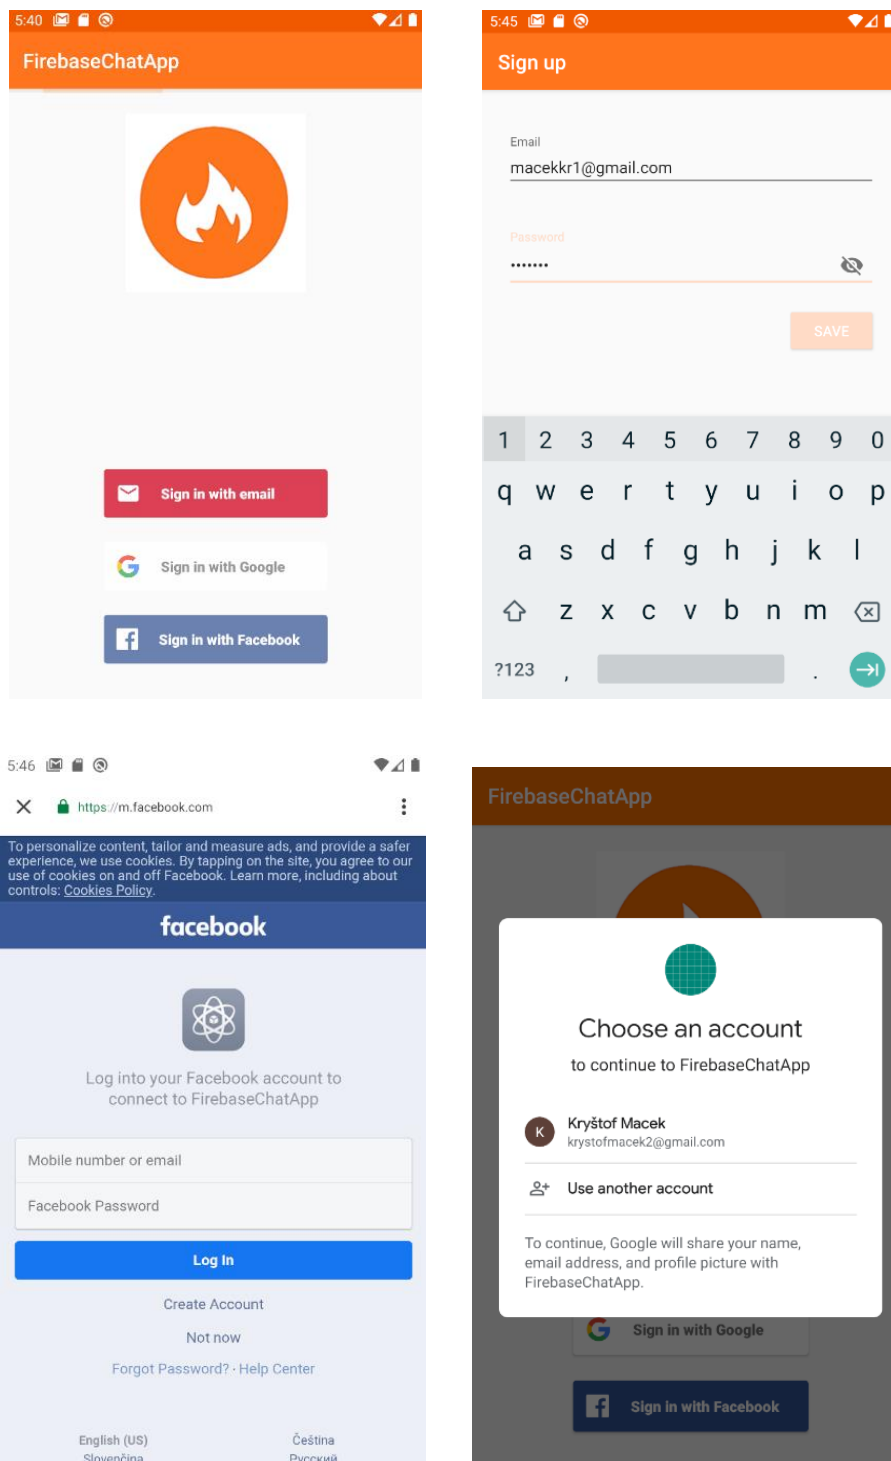 5:40
FirebaseChatApp
Sign in with email
Sign in with Google
Sign in with Facebook
5:45
Sign up
Email
macekkr1@gmail.com
Password
•••••••
SAVE
1 2 3 4 5 6 7 8 9 0
q w e r t y u i o p
a s d f g h j k l
z x c v b n m
?123 , .
5:46
https://m.facebook.com
To personalize content, tailor and measure ads, and provide a safer
experience, we use cookies. By tapping on the site, you agree to our
use of cookies on and off Facebook. Learn more, including about
controls: Cookies Policy.
facebook
Log into your Facebook account to
connect to FirebaseChatApp
Mobile number or email
Facebook Password
Log In
Create Account
Not now
Forgot Password? · Help Center
English (US) Čeština
Slovenčina Русский
FirebaseChatApp
Choose an account
to continue to FirebaseChatApp
K
Kryštof Macek
krystofmacek2@gmail.com
Use another account
To continue, Google will share your name,
email address, and profile picture with
FirebaseChatApp.
Sign in with Google
Sign in with Facebook